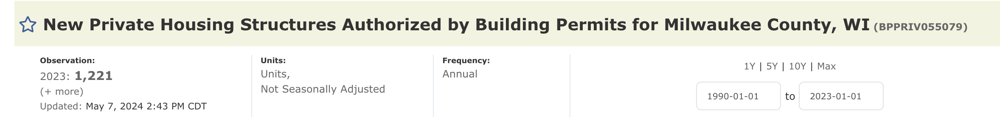 New Private Housing Structures Authorized by Building Permits for Milwaukee County, WI (BPPRIV055079)
Observation:
2023: 1,221
(+ more)
Updated: May 7, 2024 2:43 PM CDT
Units:
Units,
Not Seasonally Adjusted
Frequency:
Annual
1Y | 5Y | 10Y | Max
1990-01-01 to 2023-01-01